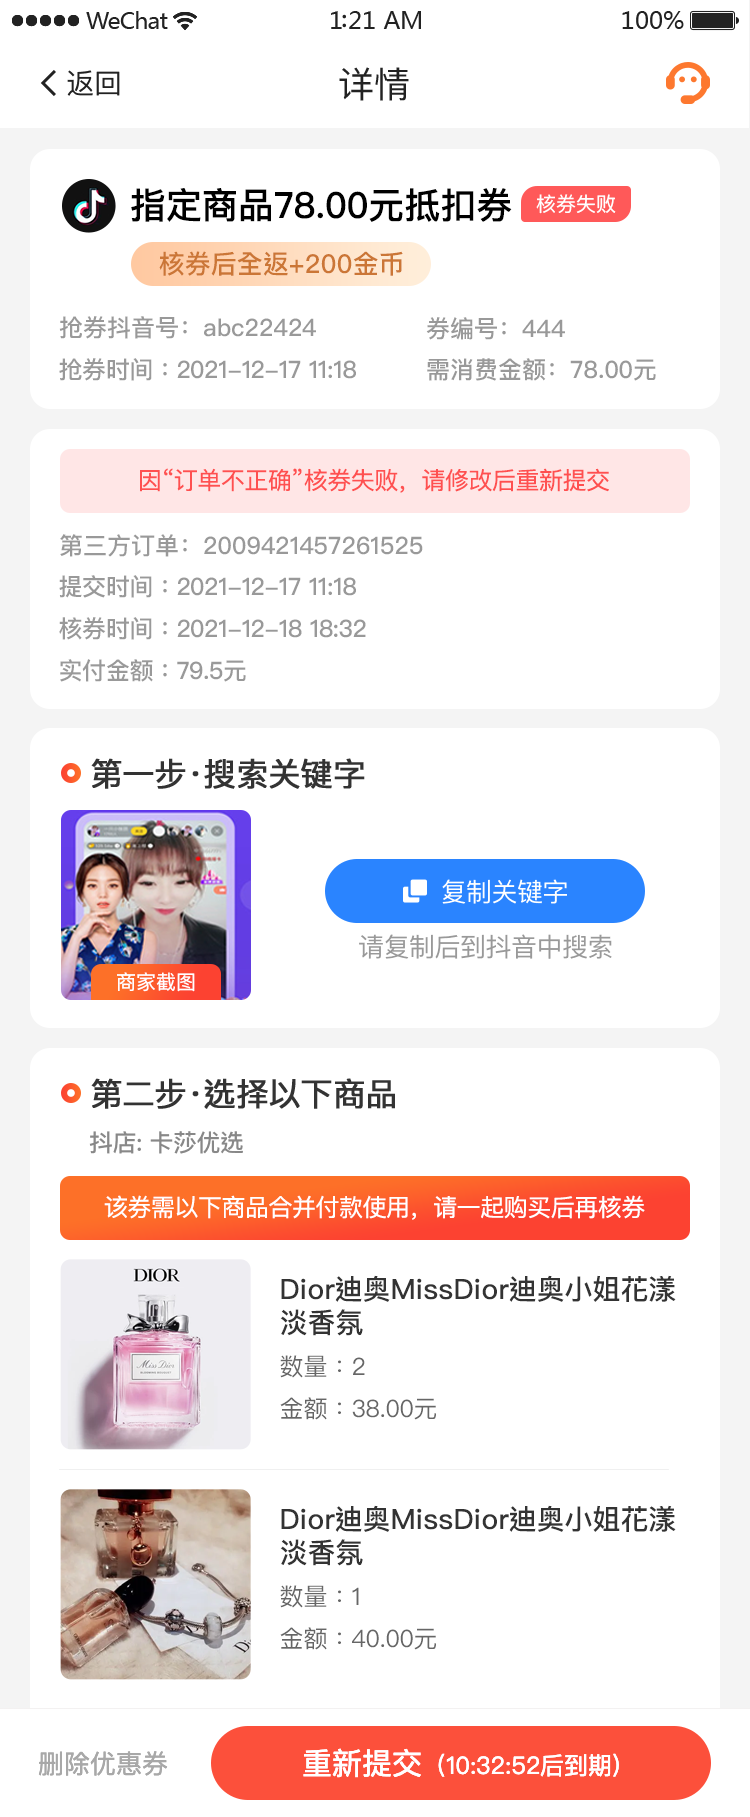 WeChat 1:21 AM 100%
返回 详情
指定商品78.00元抵扣券 核券失败
核券后全返+200金币
抢券抖音号：abc22424 券编号：444
抢券时间：2021-12-17 11:18 需消费金额：78.00元
因“订单不正确”核券失败，请修改后重新提交
第三方订单：2009421457261525
提交时间：2021-12-17 11:18
核券时间：2021-12-18 18:32
实付金额：79.5元
第一步·搜索关键字
商家截图
复制关键字
请复制后到抖音中搜索
第二步·选择以下商品
抖店: 卡莎优选
该券需以下商品合并付款使用，请一起购买后再核券
DIOR
Miss Dior
Dior迪奥MissDior迪奥小姐花漾
淡香氛
数量：2
金额：38.00元
Dior迪奥MissDior迪奥小姐花漾
淡香氛
数量：1
金额：40.00元
删除优惠券 重新提交（10:32:52后到期）